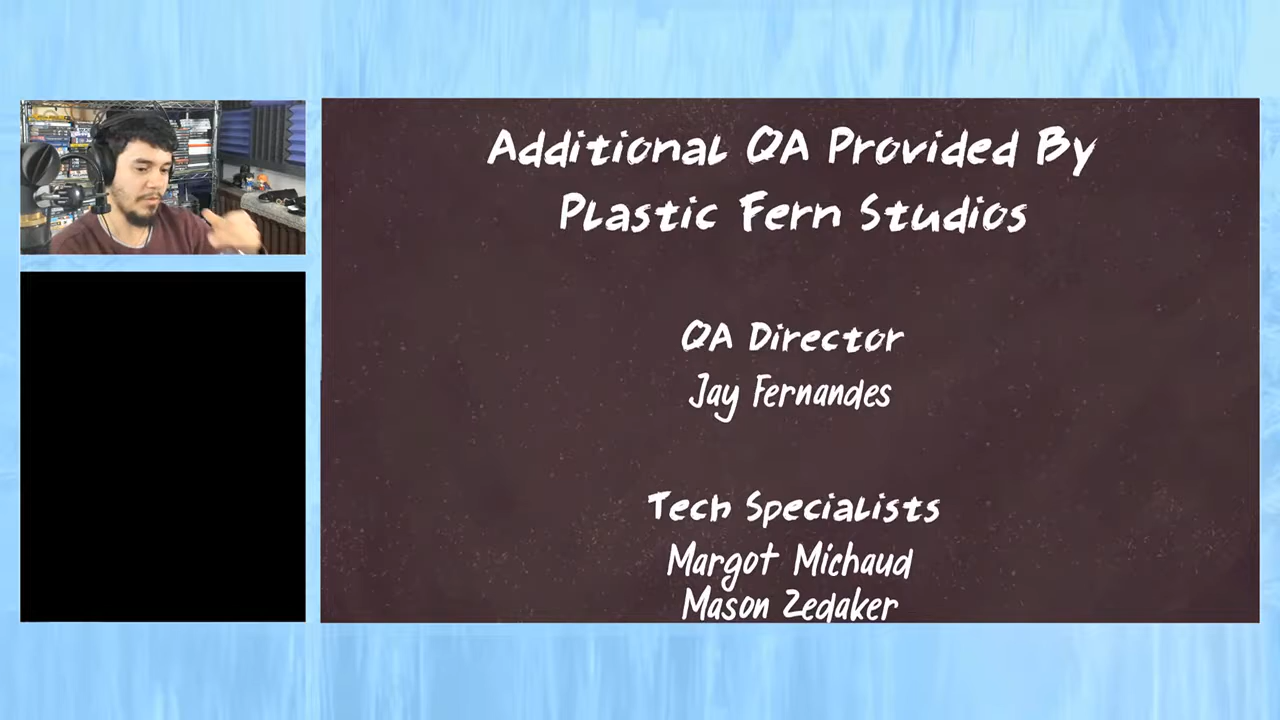 Additional QA Provided By
Plastic Fern Studios
QA Director
Jay Fernandes
Tech Specialists
Margot Michaud
Mason Zedaker